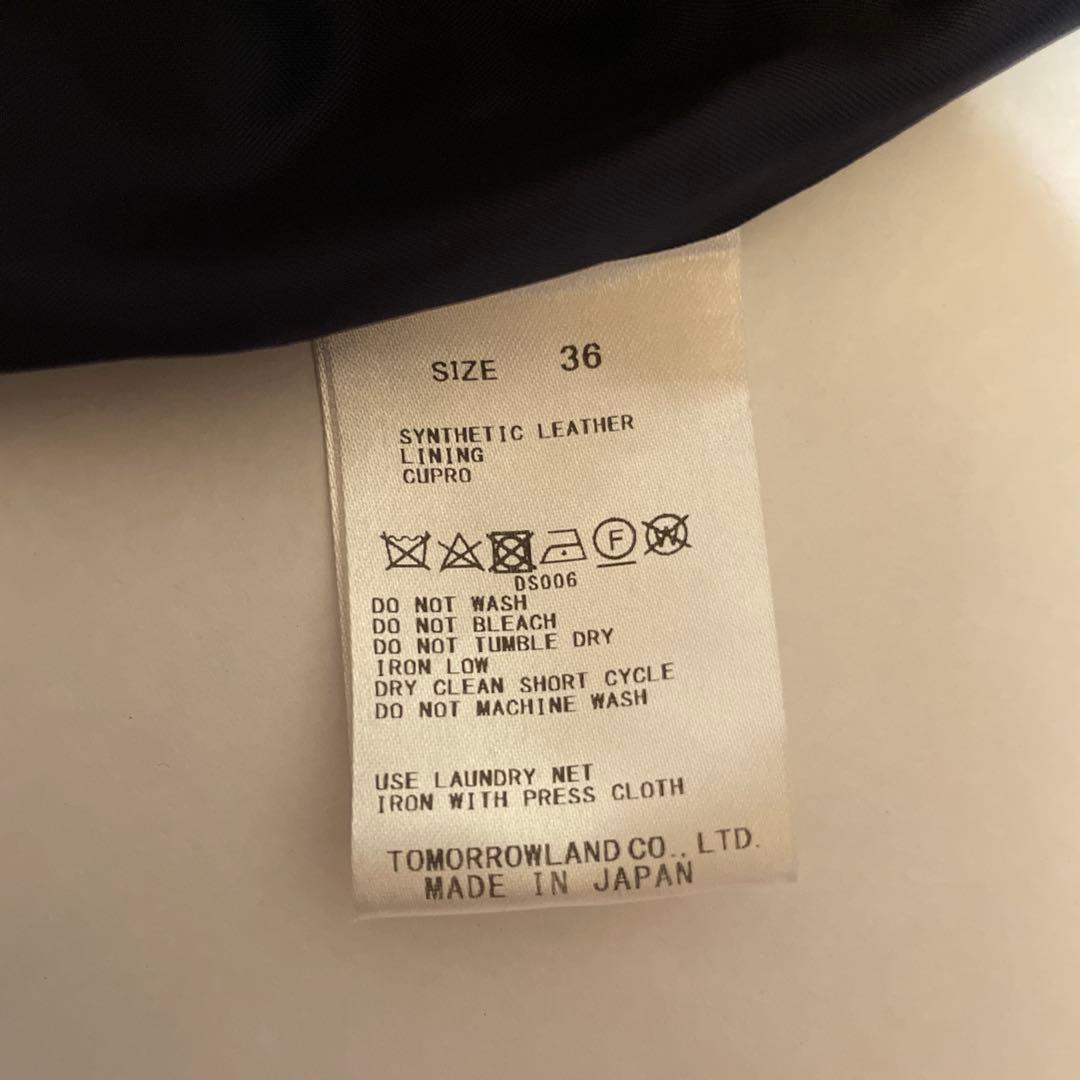 SIZE 36
SYNTHETIC LEATHER
LINING
CUPRO
F W
DS006
DO NOT WASH
DO NOT BLEACH
DO NOT TUMBLE DRY
IRON LOW
DRY CLEAN SHORT CYCLE
DO NOT MACHINE WASH
USE LAUNDRY NET
IRON WITH PRESS CLOTH
TOMORROWLAND CO., LTD.
MADE IN JAPAN